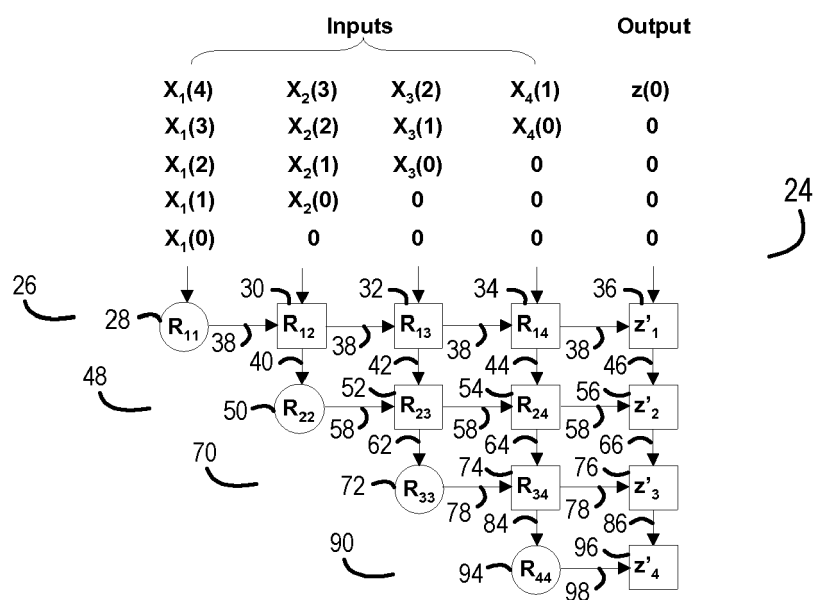 Inputs Output
X₁(4) X₂(3) X₃(2) X₄(1) z(0)
X₁(3) X₂(2) X₃(1) X₄(0) 0
X₁(2) X₂(1) X₃(0) 0 0
X₁(1) X₂(0) 0 0 0
24
X₁(0) 0 0 0 0
26 30 32 34 36
28 R₁₁ R₁₂ R₁₃ R₁₄ z'₁
38 38 38 38
40 42 44 46
48 52 54 56
50 R₂₂ R₂₃ R₂₄ z'₂
58 58 58
62 64 66
70 74 76
72 R₃₃ R₃₄ z'₃
78 78
84 86
90 96
94 R₄₄ z'₄
98